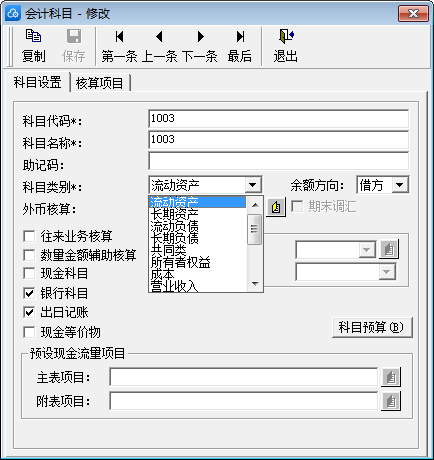 会计科目 - 修改
复制 保存 第一条 上一条 下一条 最后 退出
科目设置 核算项目
科目代码*: 1003
科目名称*: 1003
助记码:
科目类别*: 流动资产 余额方向: 借方
外币核算: 期末调汇
流动资产
长期资产
流动负债
长期负债
共同类
所有者权益
成本
营业收入
往来业务核算
数量金额辅助核算
现金科目
银行科目
出日记账
现金等价物
科目预算(B)
预设现金流量项目
主表项目:
附表项目: